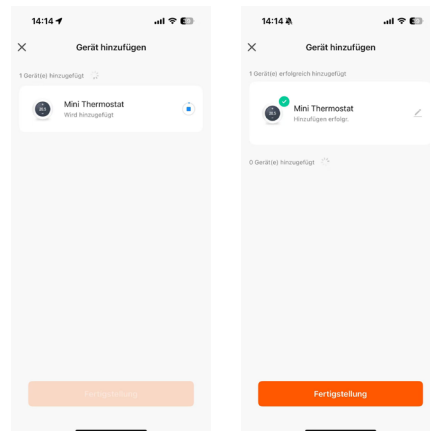 14:14
Gerät hinzufügen
1 Gerät(e) hinzugefügt
Mini Thermostat
Wird hinzugefügt
Fertigstellung
14:14
Gerät hinzufügen
1 Gerät(e) erfolgreich hinzugefügt
Mini Thermostat
Hinzufügen erfolgr.
0 Gerät(e) hinzugefügt
Fertigstellung